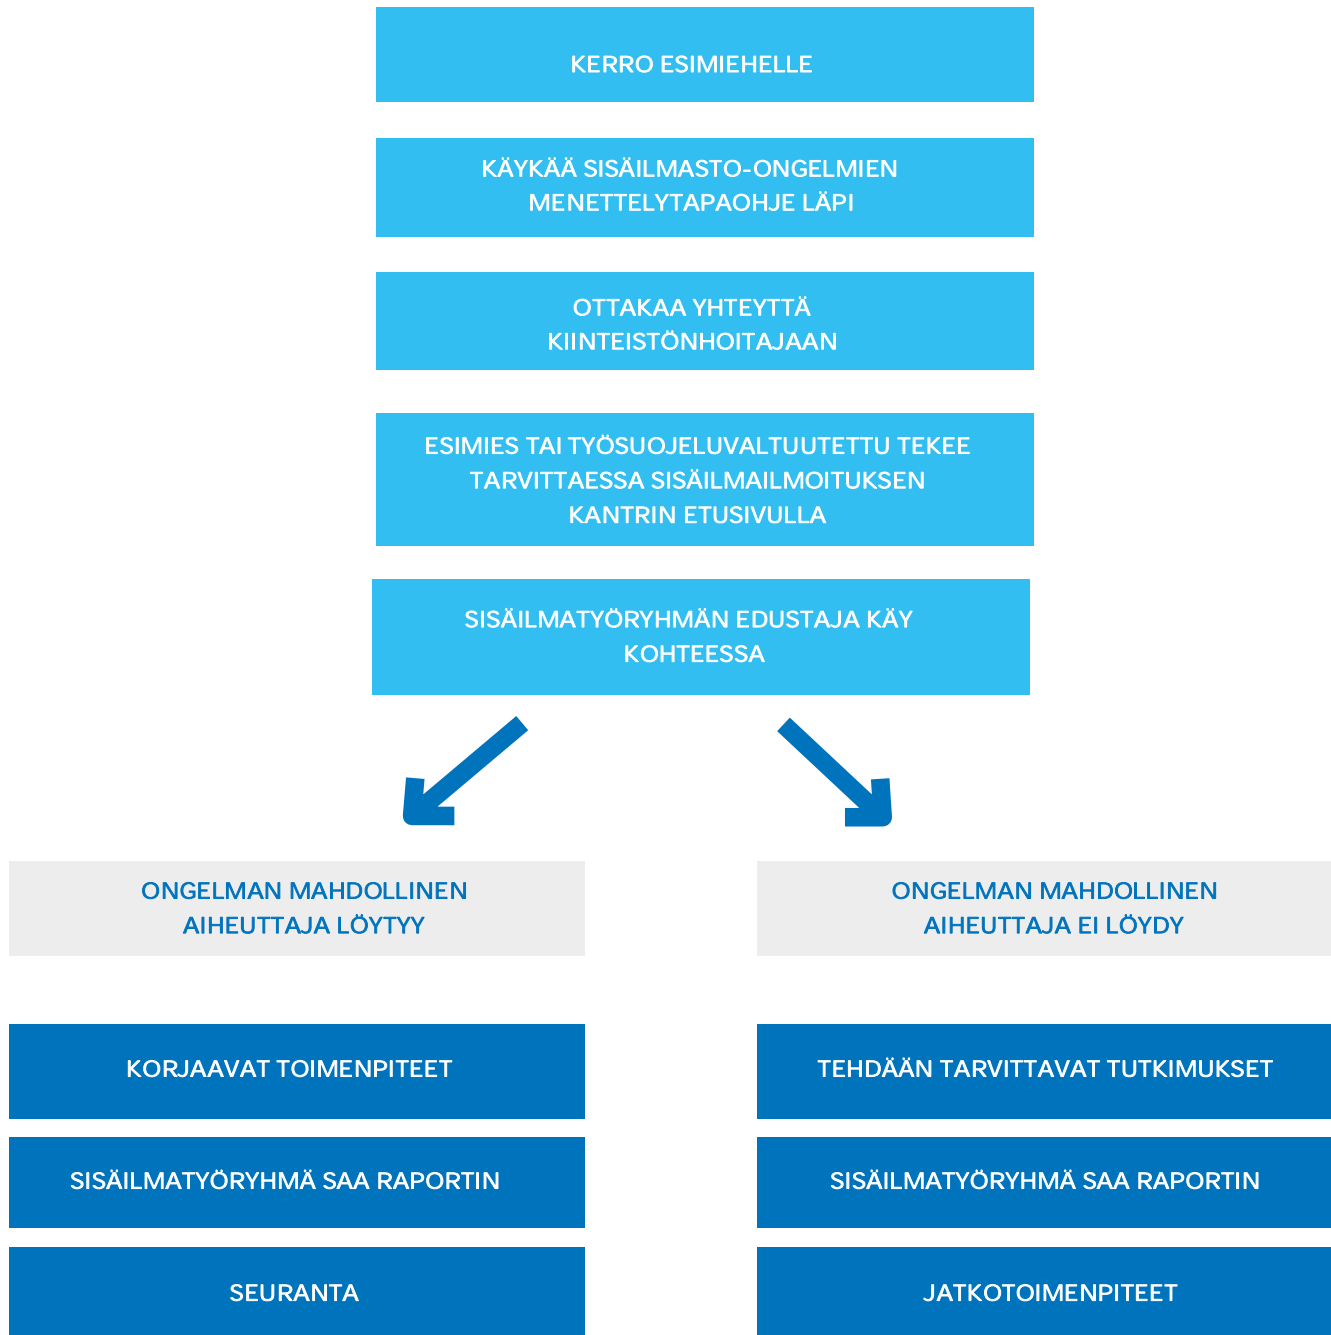 KERRO ESIMIEHELLE
KÄYKÄÄ SISÄILMASTO-ONGELMIEN
MENETTELYTAPAOHJE LÄPI
OTTAKAA YHTEYTTÄ
KIINTEISTÖNHOITAJAAN
ESIMIES TAI TYÖSUOJELUVALTUUTETTU TEKEE
TARVITTAESSA SISÄILMAILMOITUKSEN
KANTRIN ETUSIVULLA
SISÄILMATYÖRYHMÄN EDUSTAJA KÄY
KOHTEESSA
ONGELMAN MAHDOLLINEN
AIHEUTTAJA LÖYTYY
KORJAAVAT TOIMENPITEET
SISÄILMATYÖRYHMÄ SAA RAPORTIN
SEURANTA
ONGELMAN MAHDOLLINEN
AIHEUTTAJA EI LÖYDY
TEHDÄÄN TARVITTAVAT TUTKIMUKSET
SISÄILMATYÖRYHMÄ SAA RAPORTIN
JATKOTOIMENPITEET